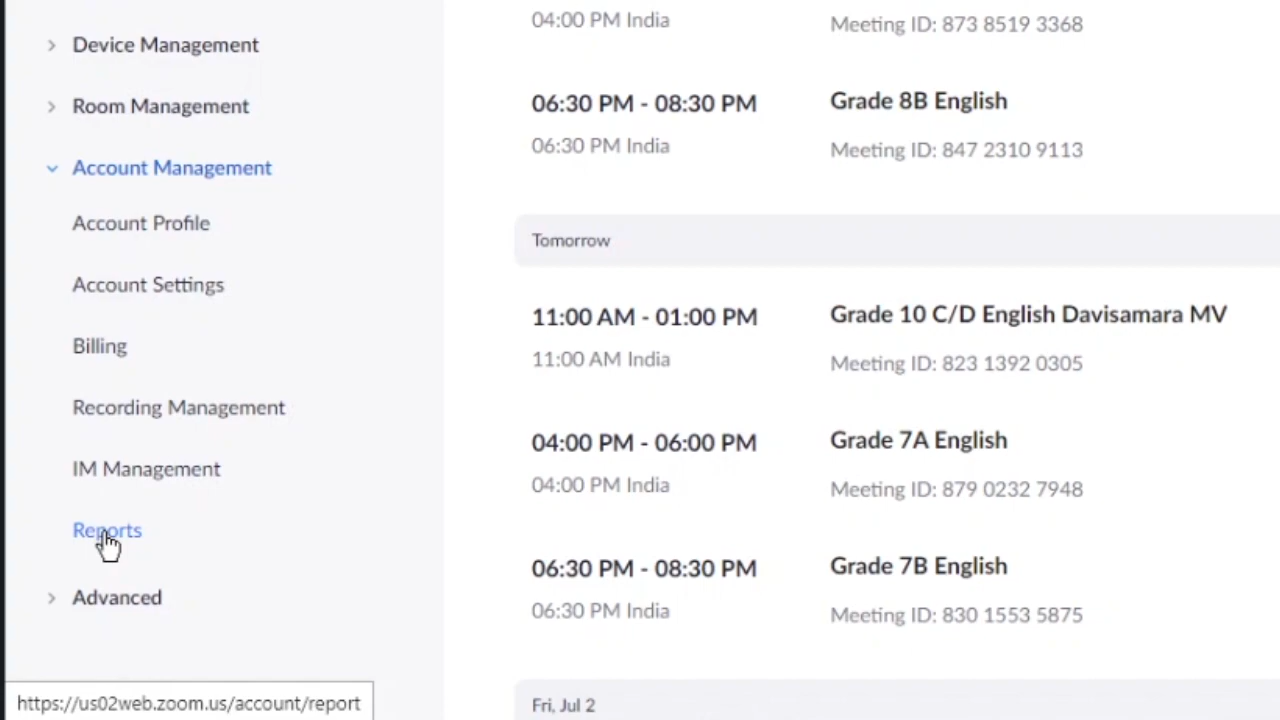 Device Management
Room Management
Account Management
Account Profile
Account Settings
Billing
Recording Management
IM Management
Reports
Advanced
https://us02web.zoom.us/account/report
04:00 PM India
Meeting ID: 873 8519 3368
06:30 PM - 08:30 PM
Grade 8B English
06:30 PM India
Meeting ID: 847 2310 9113
Tomorrow
11:00 AM - 01:00 PM
Grade 10 C/D English Davisamara MV
11:00 AM India
Meeting ID: 823 1392 0305
04:00 PM - 06:00 PM
Grade 7A English
04:00 PM India
Meeting ID: 879 0232 7948
06:30 PM - 08:30 PM
Grade 7B English
06:30 PM India
Meeting ID: 830 1553 5875
Fri, Jul 2